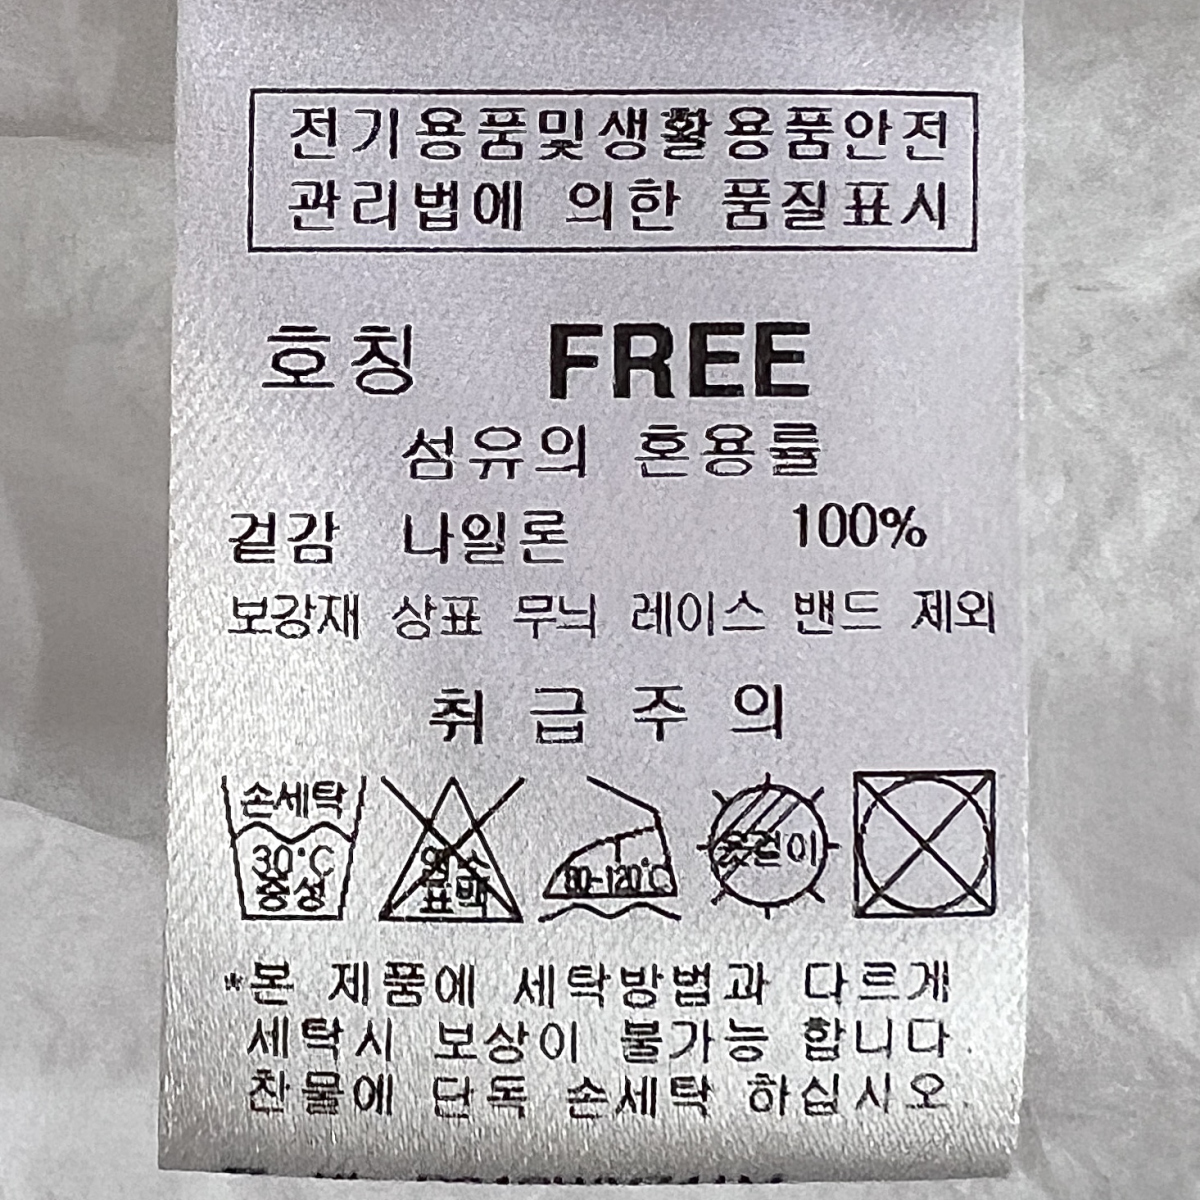 전기용품및생활용품안전
관리법에 의한 품질표시
호칭 FREE
섬유의 혼용률
겉감 나일론 100%
보강재 상표 무늬 레이스 밴드 제외
취급주의
손세탁
30°C
중성
염소
표백
80-120°C
옷걸이
*본 제품에 세탁방법과 다르게
세탁시 보상이 불가능 합니다.
찬물에 단독 손세탁 하십시오.